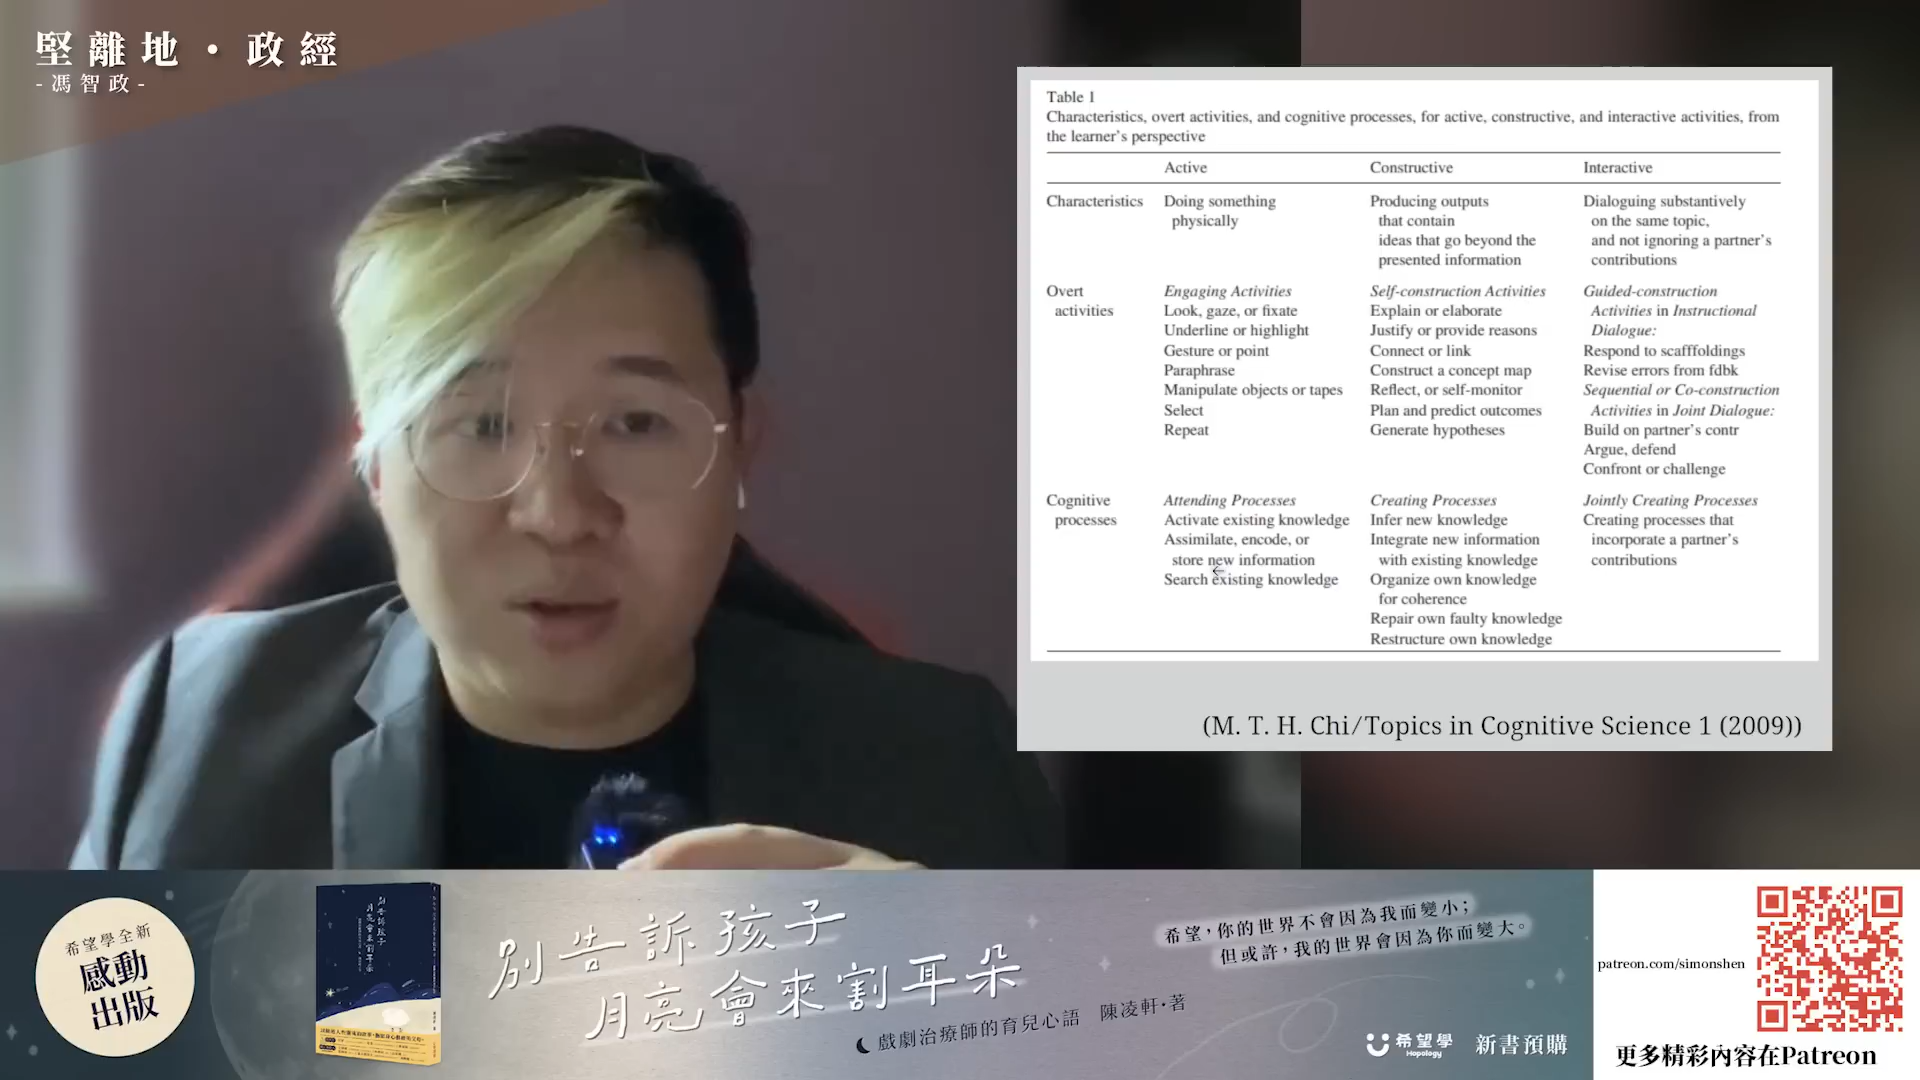 堅離地·政經
-馮智政-
Table 1
Characteristics, overt activities, and cognitive processes, for active, constructive, and interactive activities, from
the learner's perspective
Active Constructive Interactive
Characteristics Doing something Producing outputs Dialoguing substantively
physically that contain on the same topic,
ideas that go beyond the and not ignoring a partner's
presented information contributions
Overt Engaging Activities Self-construction Activities Guided-construction
activities Look, gaze, or fixate Explain or elaborate Activities in Instructional
Underline or highlight Justify or provide reasons Dialogue:
Gesture or point Connect or link Respond to scafffoldings
Paraphrase Construct a concept map Revise errors from fdbk
Manipulate objects or tapes Reflect, or self-monitor Sequential or Co-construction
Select Plan and predict outcomes Activities in Joint Dialogue:
Repeat Generate hypotheses Build on partner's contr
Argue, defend
Confront or challenge
Cognitive Attending Processes Creating Processes Jointly Creating Processes
processes Activate existing knowledge Infer new knowledge Creating processes that
Assimilate, encode, or Integrate new information incorporate a partner's
store new information with existing knowledge contributions
Search existing knowledge Organize own knowledge
for coherence
Repair own faulty knowledge
Restructure own knowledge
(M. T. H. Chi/Topics in Cognitive Science 1 (2009))
希望學全新
感動
出版
別告訴孩子
月亮會來割耳朵
別告訴孩子
月亮會來割耳朵
戲劇治療師的育兒心語 陳凌軒·著
希望,你的世界不會因為我而變小;
但或許,我的世界會因為你而變大。
希望學
Hopology
新書預購
patreon.com/simonshen
更多精彩內容在Patreon